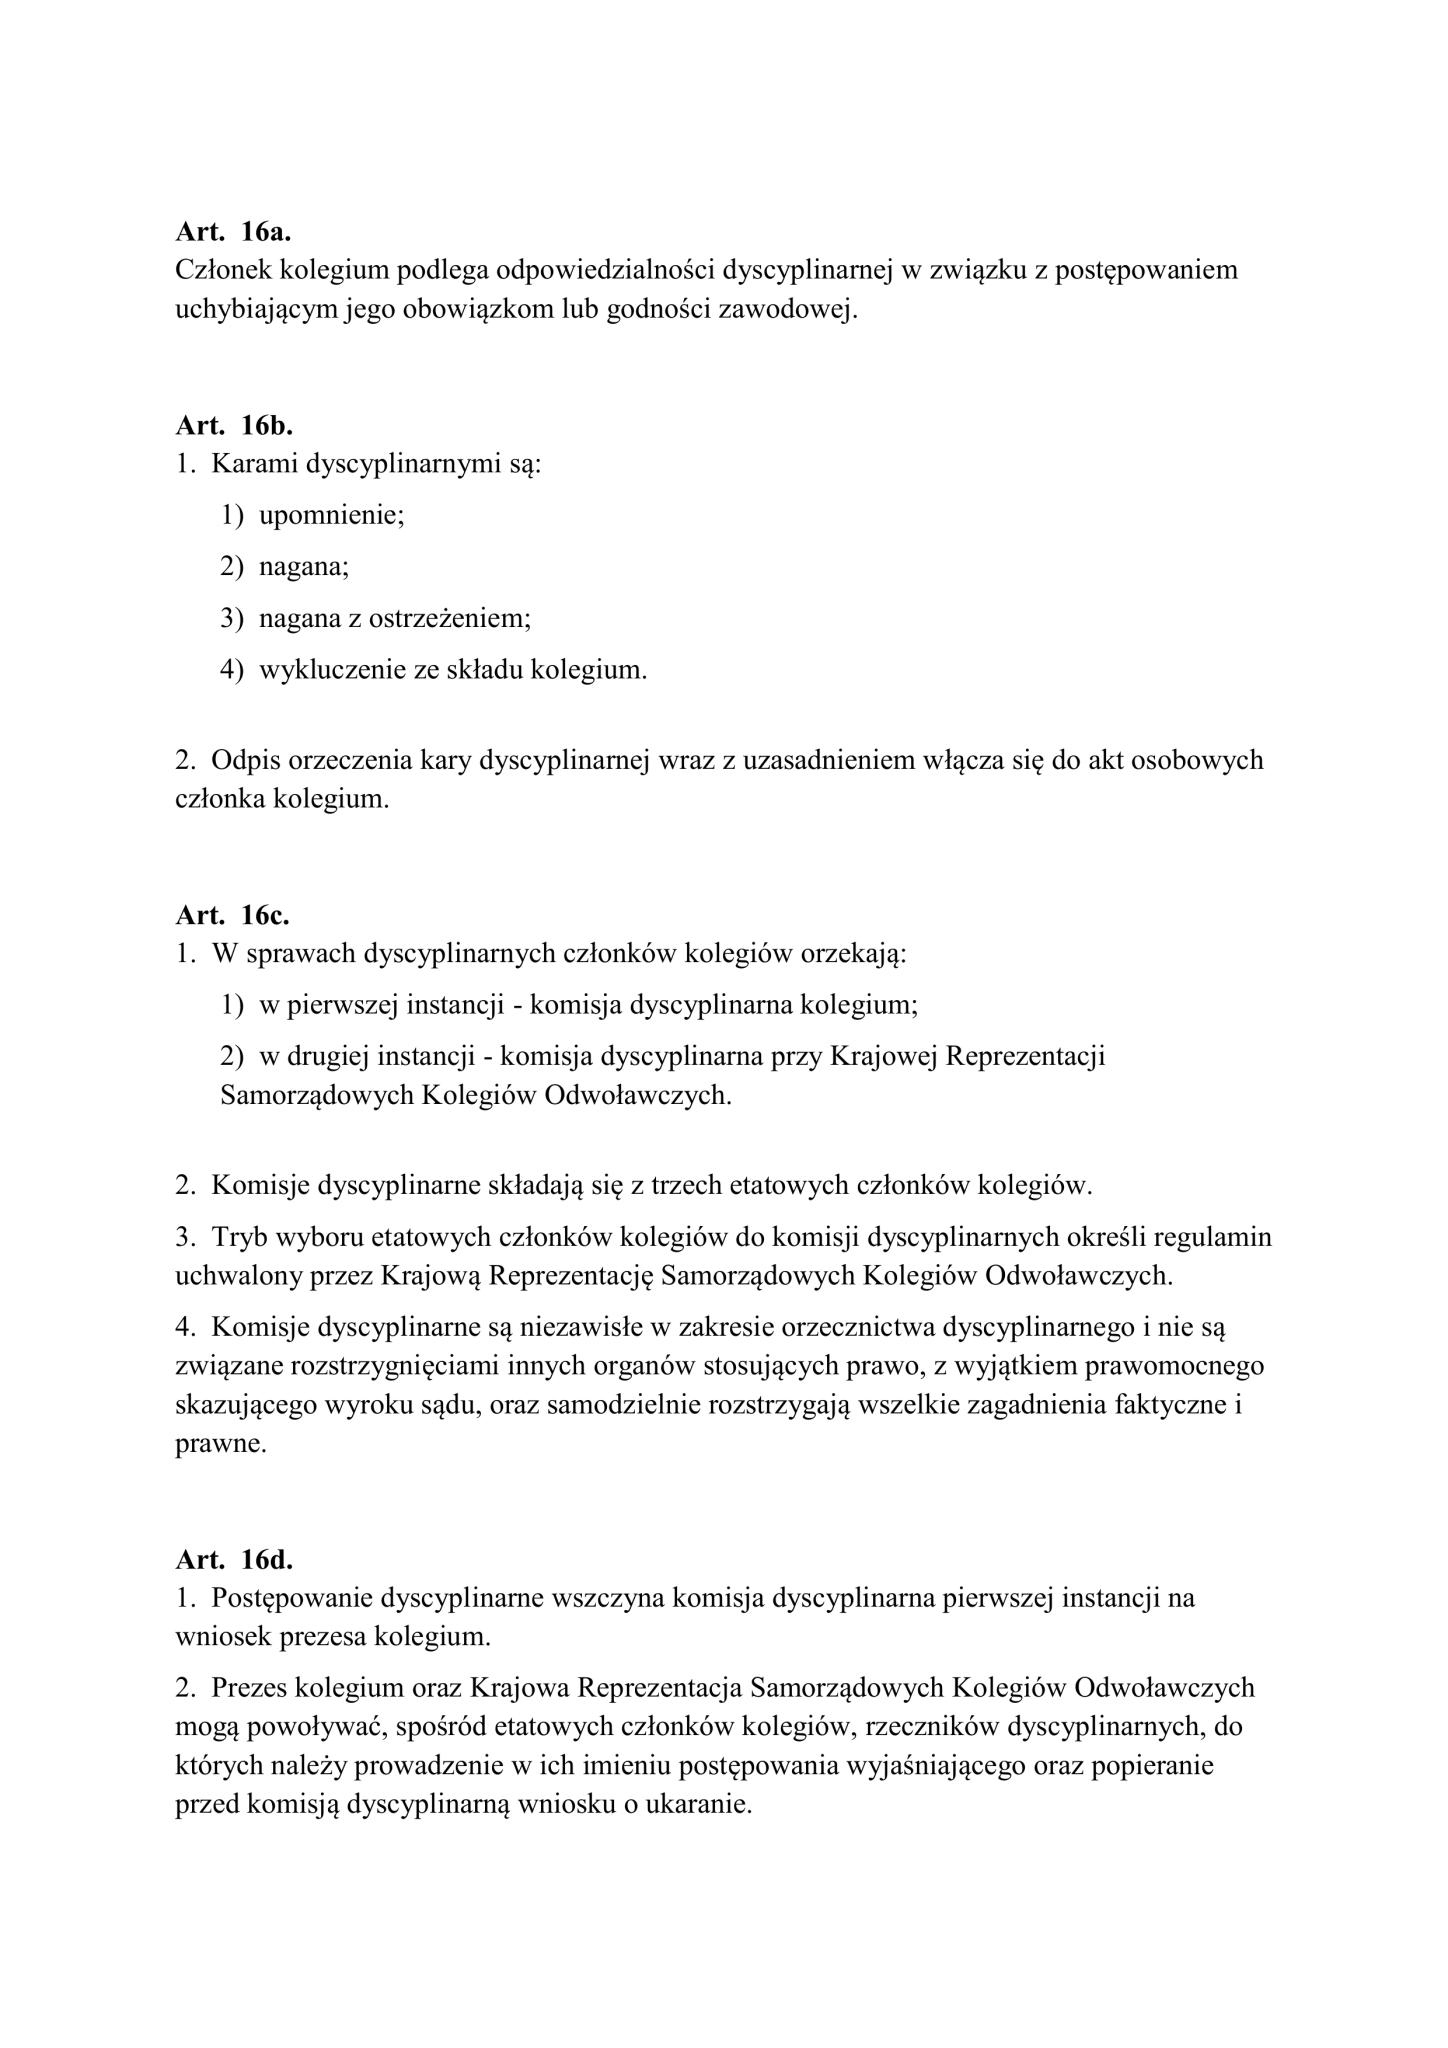 Art. 16a.
Członek kolegium podlega odpowiedzialności dyscyplinarnej w związku z postępowaniem
uchybiającym jego obowiązkom lub godności zawodowej.
Art. 16b.
1. Karami dyscyplinarnymi są:
1) upomnienie;
2) nagana;
3) nagana z ostrzeżeniem;
4) wykluczenie ze składu kolegium.
2. Odpis orzeczenia kary dyscyplinarnej wraz z uzasadnieniem włącza się do akt osobowych
członka kolegium.
Art. 16c.
1. W sprawach dyscyplinarnych członków kolegiów orzekają:
1) w pierwszej instancji - komisja dyscyplinarna kolegium;
2) w drugiej instancji - komisja dyscyplinarna przy Krajowej Reprezentacji
Samorządowych Kolegiów Odwoławczych.
2. Komisje dyscyplinarne składają się z trzech etatowych członków kolegiów.
3. Tryb wyboru etatowych członków kolegiów do komisji dyscyplinarnych określi regulamin
uchwalony przez Krajową Reprezentację Samorządowych Kolegiów Odwoławczych.
4. Komisje dyscyplinarne są niezawisłe w zakresie orzecznictwa dyscyplinarnego i nie są
związane rozstrzygnięciami innych organów stosujących prawo, z wyjątkiem prawomocnego
skazującego wyroku sądu, oraz samodzielnie rozstrzygają wszelkie zagadnienia faktyczne i
prawne.
Art. 16d.
1. Postępowanie dyscyplinarne wszczyna komisja dyscyplinarna pierwszej instancji na
wniosek prezesa kolegium.
2. Prezes kolegium oraz Krajowa Reprezentacja Samorządowych Kolegiów Odwoławczych
mogą powoływać, spośród etatowych członków kolegiów, rzeczników dyscyplinarnych, do
których należy prowadzenie w ich imieniu postępowania wyjaśniającego oraz popieranie
przed komisją dyscyplinarną wniosku o ukaranie.